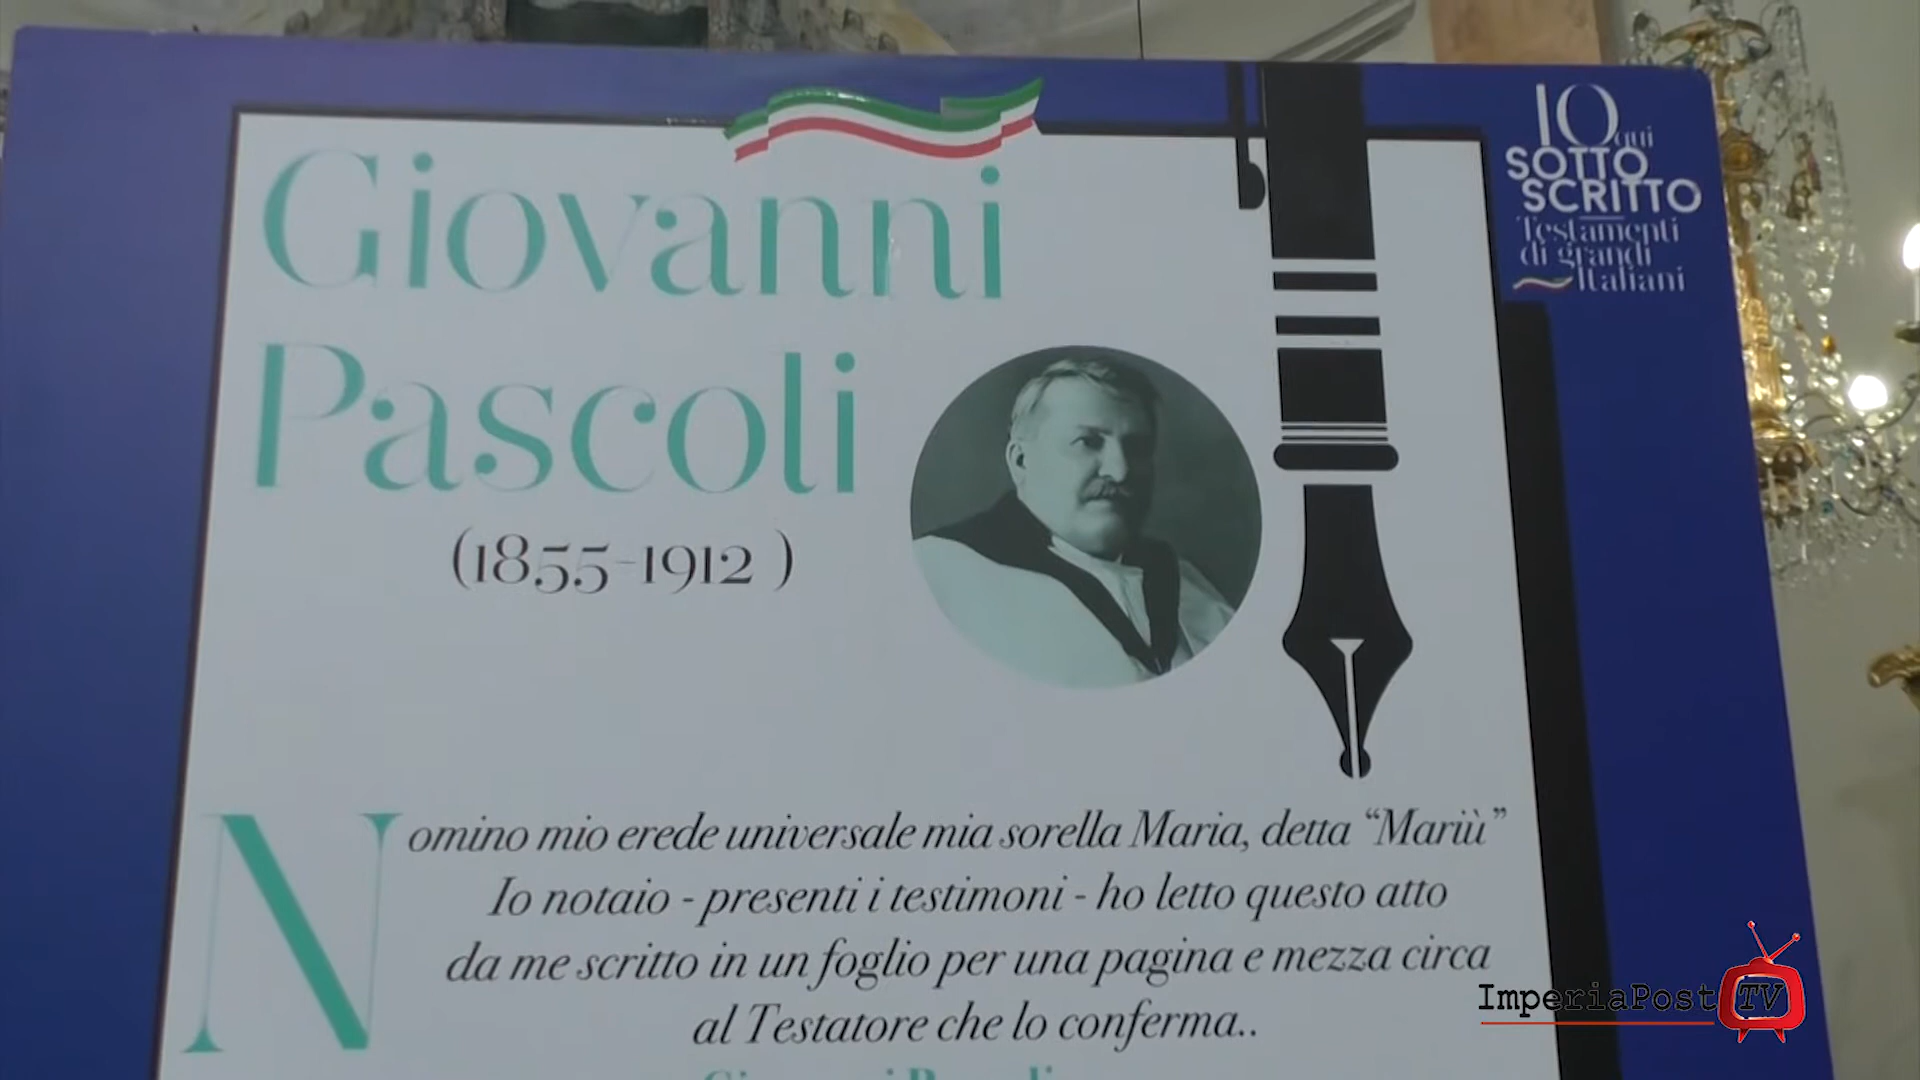 Giovanni
Pascoli
(1855-1912 )
IO qui
SOTTO
SCRITTO
Testamenti
di grandi
Italiani
Nomino mio erede universale mia sorella Maria, detta “Mariù”
Io notaio - presenti i testimoni - ho letto questo atto
da me scritto in un foglio per una pagina e mezza circa
al Testatore che lo conferma..
Giovanni Pascoli
ImperiaPost TV